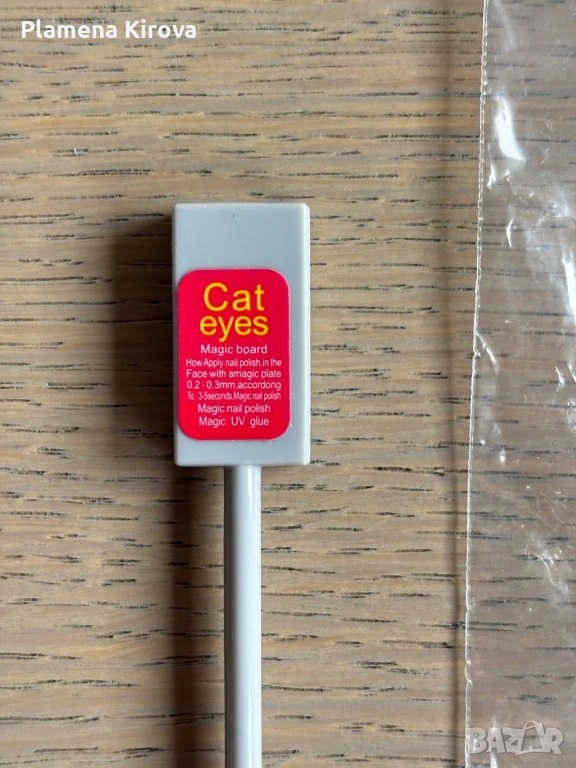 Plamena Kirova
Cat
eyes
Magic board
How Apply nail polish,in the
Face with amagic plate
0.2-0.3mm,accordong
To 3-5seconds,Magic nail polish
Magic nail polish
Magic UV glue
BAZAR